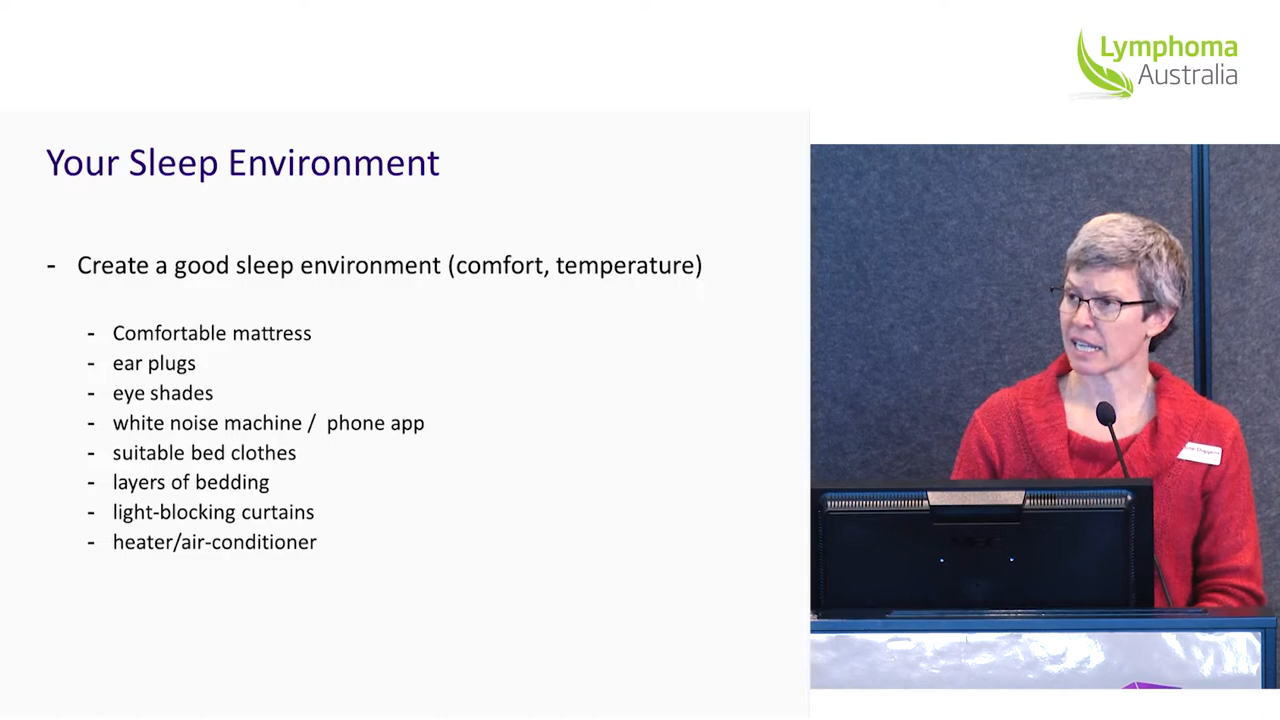 Lymphoma
Australia
Your Sleep Environment
- Create a good sleep environment (comfort, temperature)
- Comfortable mattress
- ear plugs
- eye shades
- white noise machine / phone app
- suitable bed clothes
- layers of bedding
- light-blocking curtains
- heater/air-conditioner